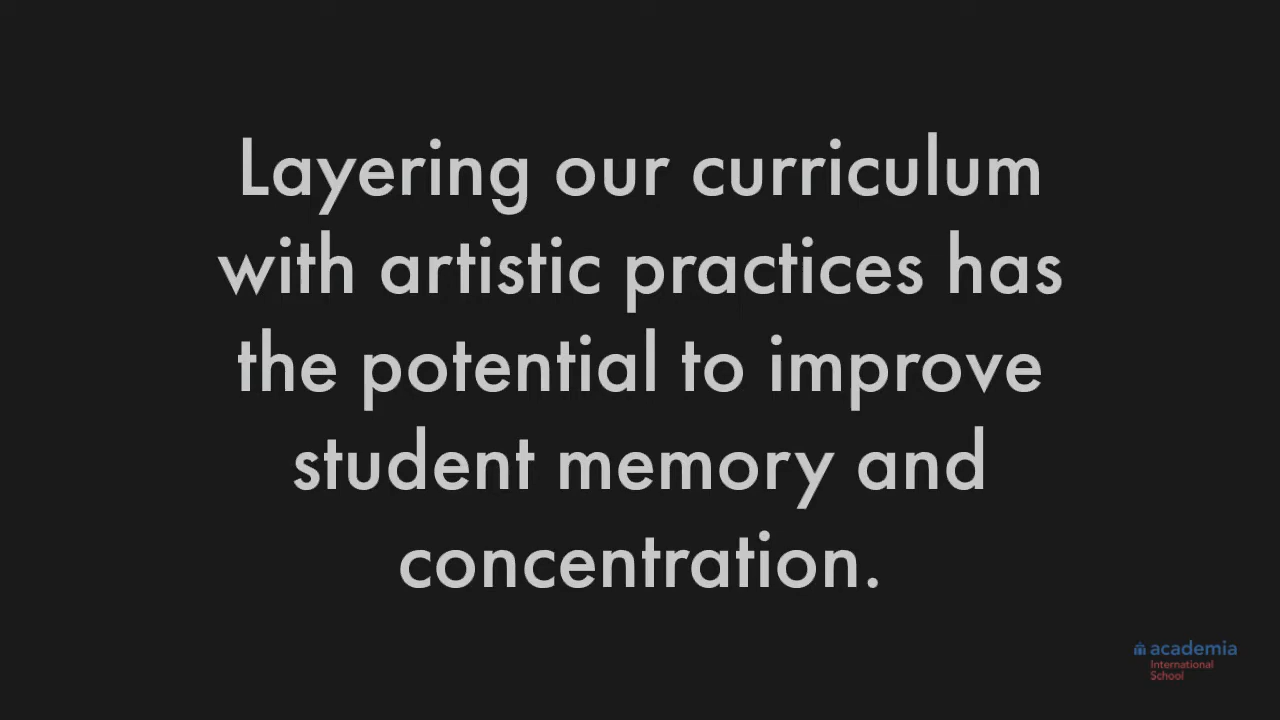 Layering our curriculum
with artistic practices has
the potential to improve
student memory and
concentration.
academia
International
School